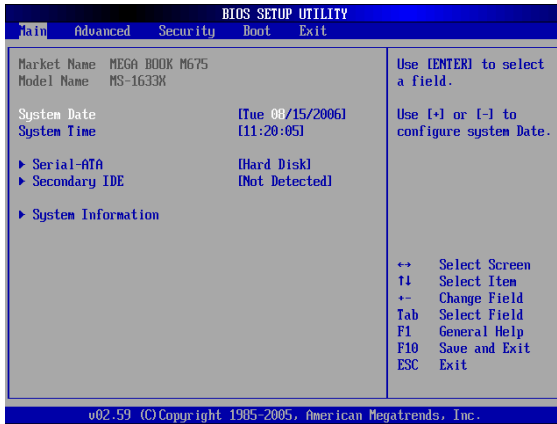 BIOS SETUP UTILITY
Main Advanced Security Boot Exit
Market Name MEGA BOOK M675
Model Name MS-1633X
System Date [Tue 08/15/2006]
System Time [11:20:05]
▶ Serial-ATA [Hard Disk]
▶ Secondary IDE [Not Detected]
▶ System Information
Use [ENTER] to select
a field.
Use [+] or [-] to
configure system Date.
↔ Select Screen
↑↓ Select Item
+- Change Field
Tab Select Field
F1 General Help
F10 Save and Exit
ESC Exit
v02.59 (C)Copyright 1985-2005, American Megatrends, Inc.